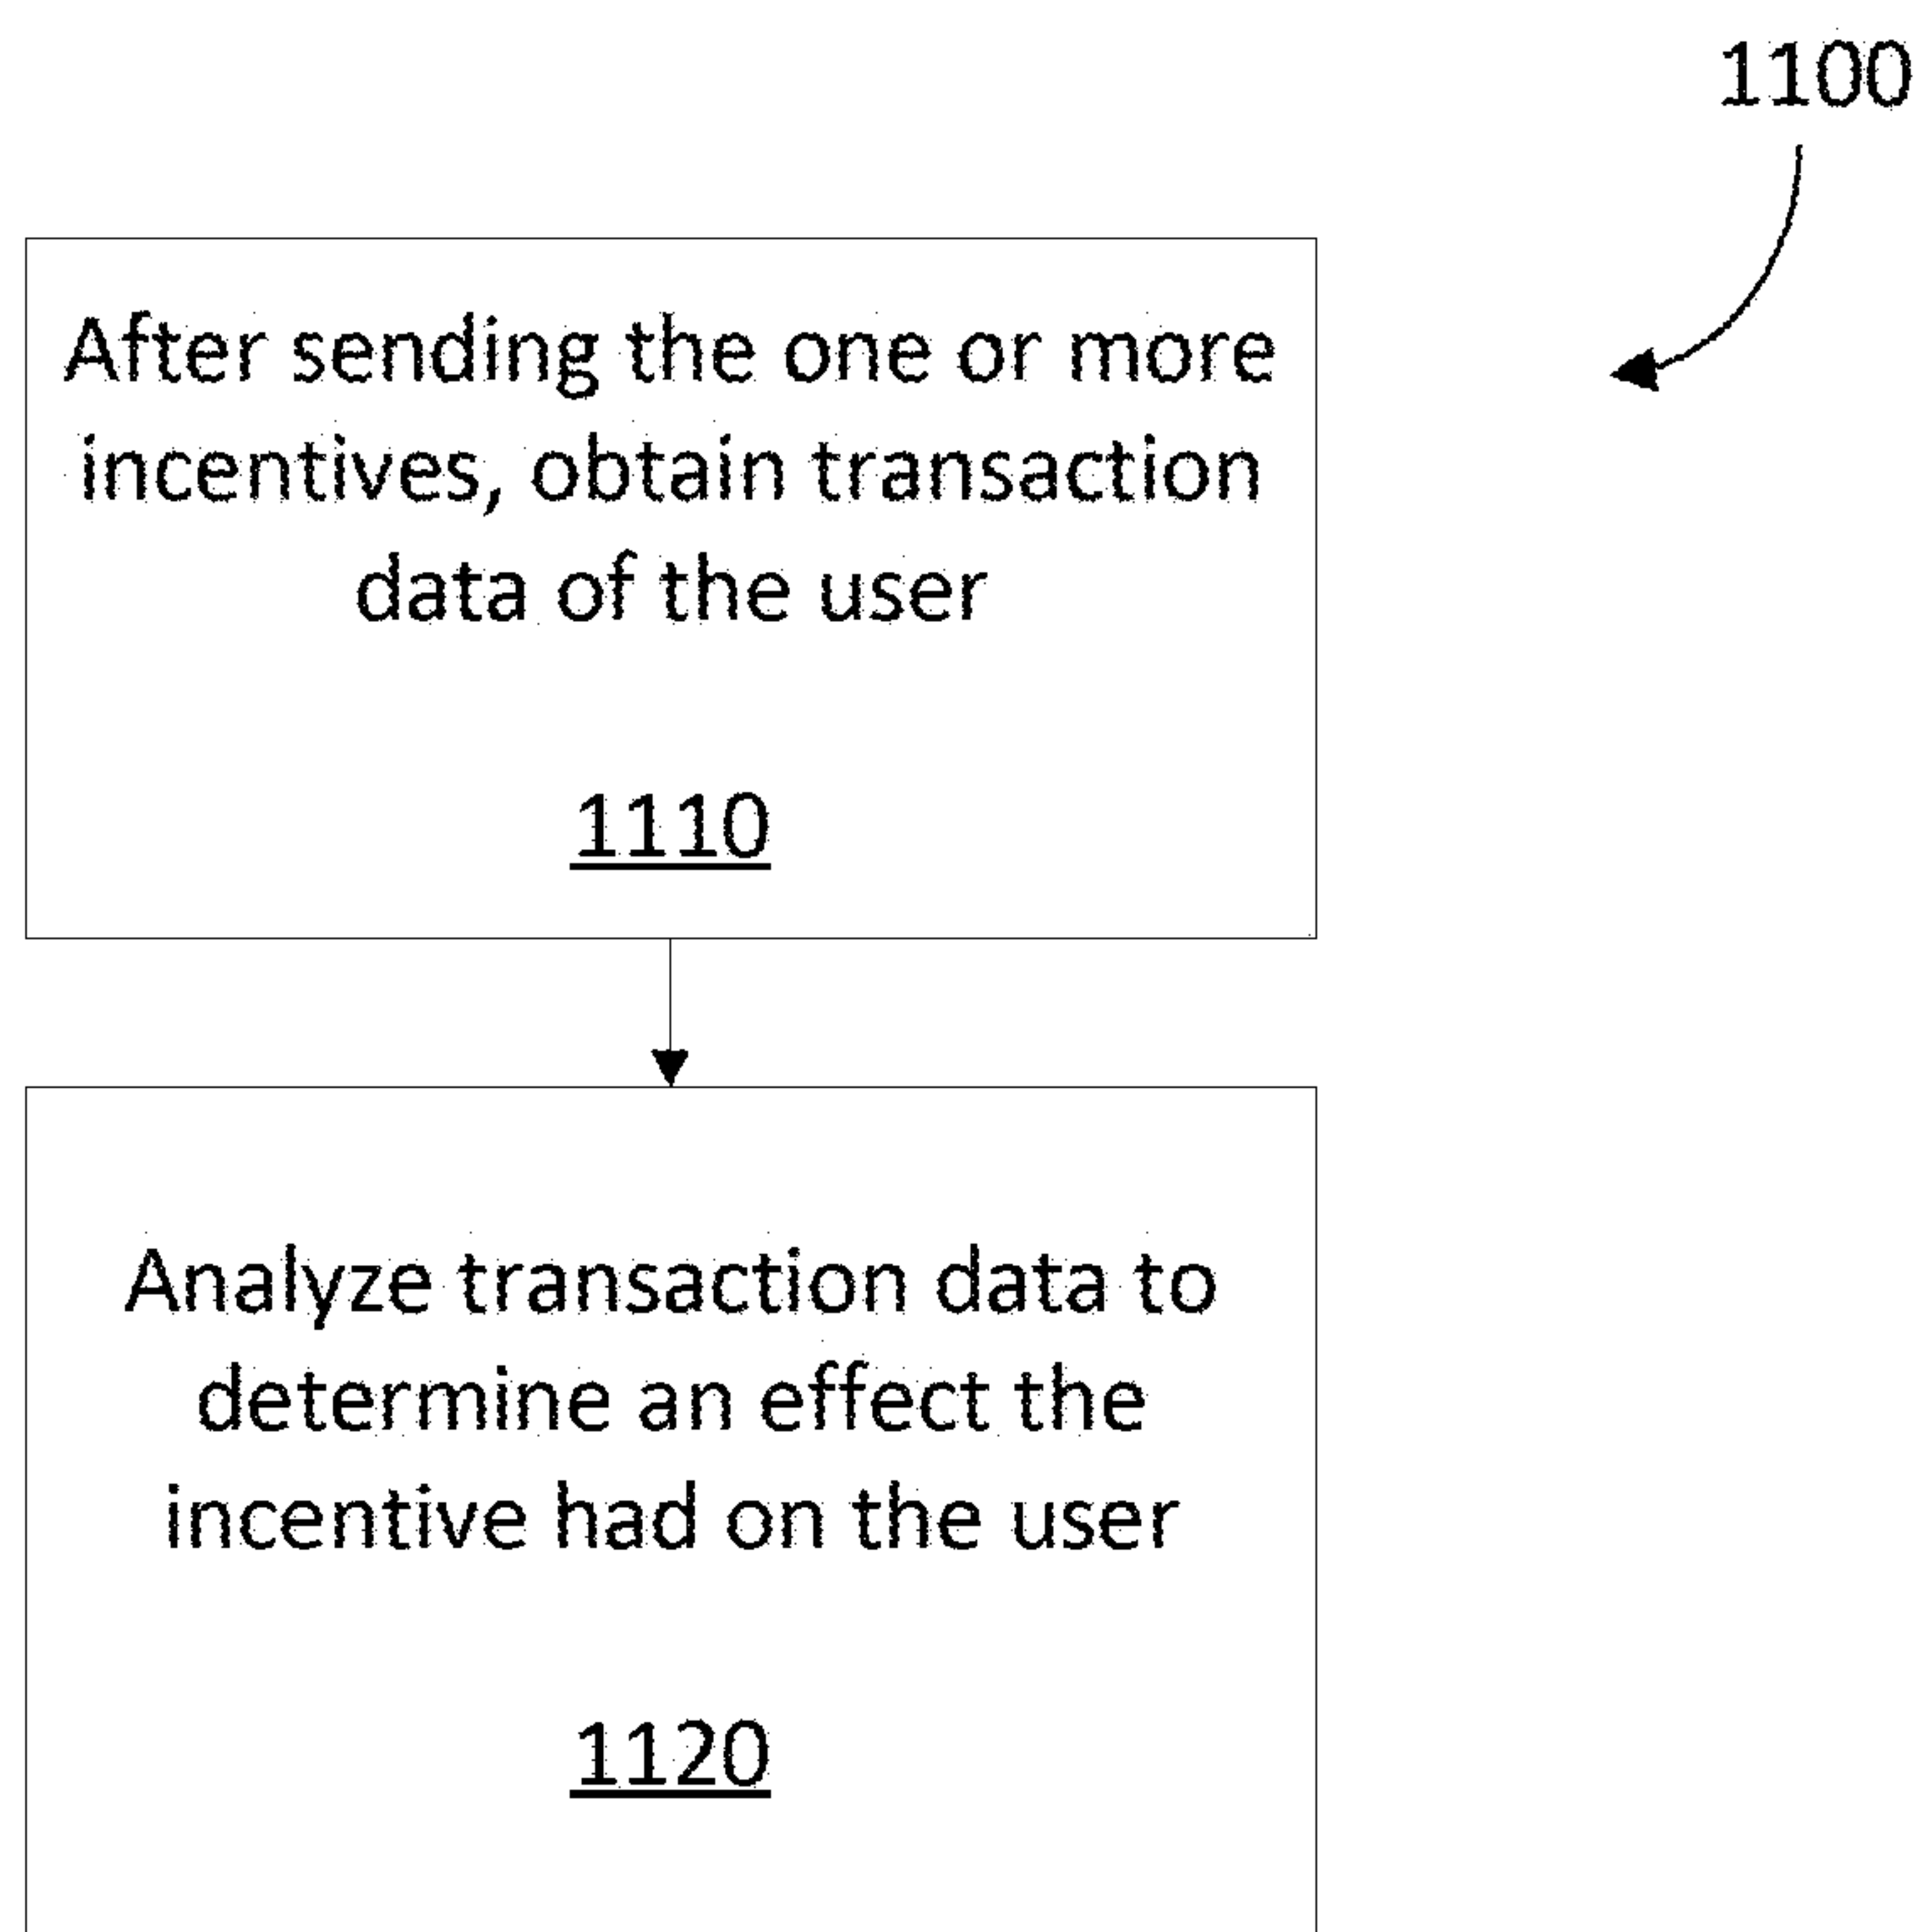 1100
After sending the one or more
incentives, obtain transaction
data of the user
1110
Analyze transaction data to
determine an effect the
incentive had on the user
1120